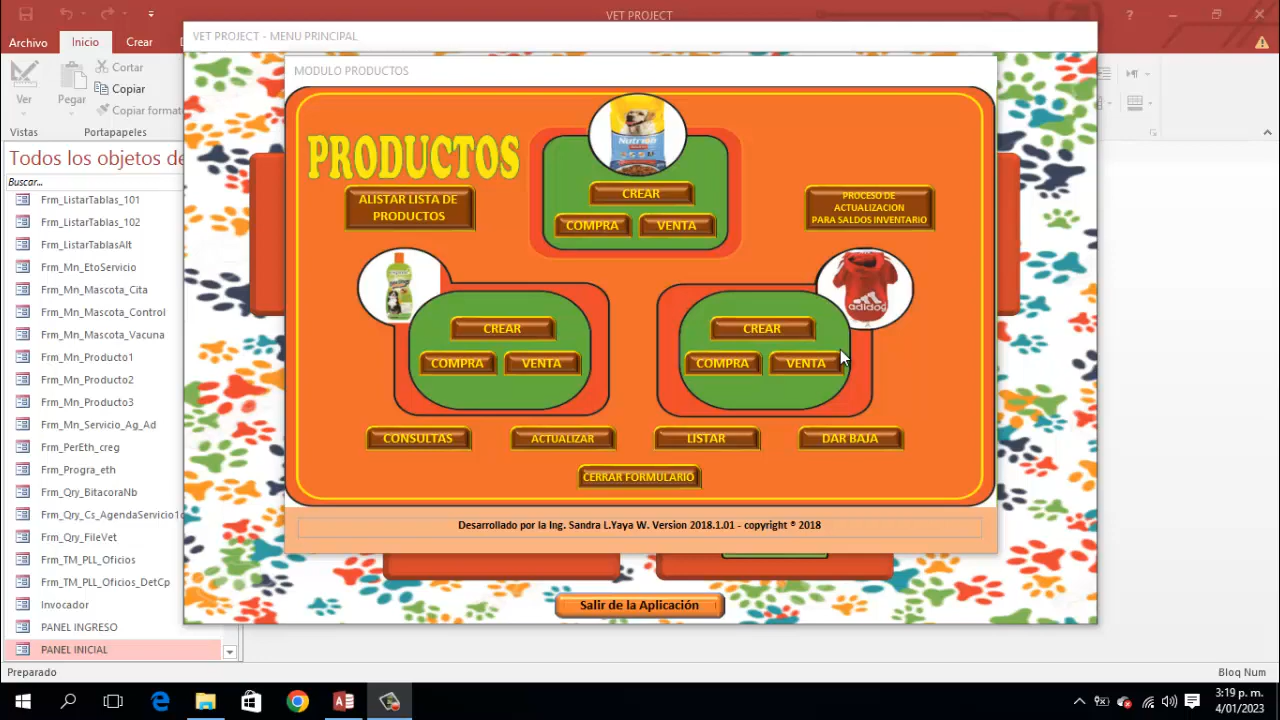 VET PROJECT
?
Archivo
Inicio
Crear
VET PROJECT - MENU PRINCIPAL
Ver
Vistas
Pegar
Cortar
Copiar
Copiar format
Portapapeles
Todos los objetos de
Buscar...
Frm_ListarTablas_101
Frm_ListarTablas_102
Frm_ListarTablasAlt
Frm_Mn_EtoServicio
Frm_Mn_Mascota_Cita
Frm_Mn_Mascota_Control
Frm_Mn_Mascota_Vacuna
Frm_Mn_Producto1
Frm_Mn_Producto2
Frm_Mn_Producto3
Frm_Mn_Servicio_Ag_Ad
Frm_PerEty_creg
Frm_Progra_eth
Frm_Qry_BitacoraNb
Frm_Qry_Cs_AgendaServicio1
Frm_Qry_FileVet
Frm_TM_PLL_Oficios
Frm_TM_PLL_Oficios_DetCp
Invocador
PANEL INGRESO
PANEL INICIAL
MODULO PRODUCTOS
PRODUCTOS
ALISTAR LISTA DE
PRODUCTOS
CREAR
COMPRA VENTA
PROCESO DE
ACTUALIZACION
PARA SALDOS INVENTARIO
CREAR
COMPRA VENTA
adidog
CREAR
COMPRA VENTA
CONSULTAS ACTUALIZAR LISTAR DAR BAJA
CERRAR FORMULARIO
Desarrollado por la Ing. Sandra L.Yaya W. Version 2018.1.01 - copyright ® 2018
Salir de la Aplicación
Preparado
Bloq Num
3:19 p. m.
4/01/2023